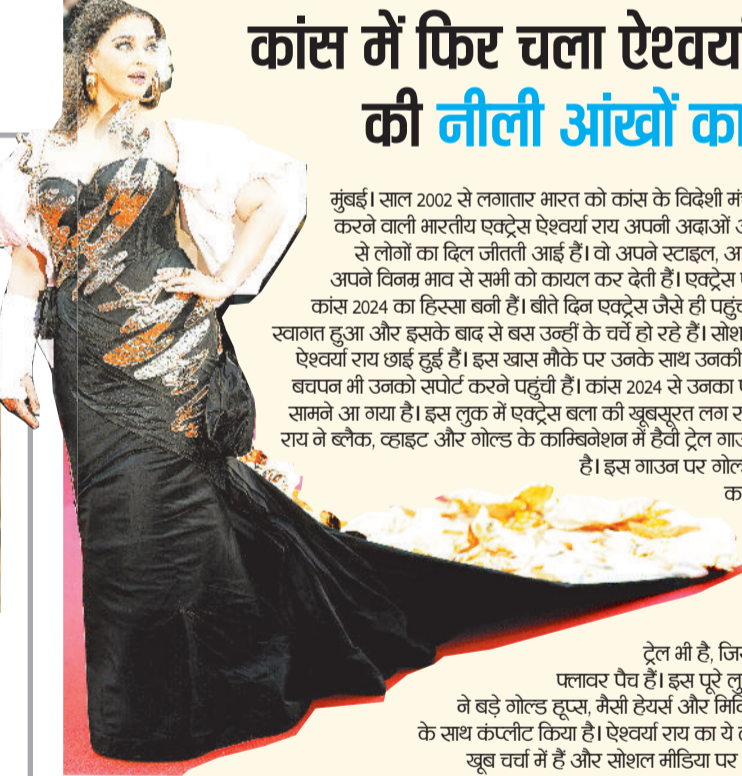 कांस में फिर चला ऐश्वर्या
की नीली आंखों का
मुंबई। साल 2002 से लगातार भारत को कांस के विदेशी
करने वाली भारतीय एक्ट्रेस ऐश्वर्या राय अपनी अदाओं
से लोगों का दिल जीतती आई हैं। वो अपने स्टाइल,
अपने विनम्र भाव से सभी को कायल कर देती हैं। एक्ट्रेस
कांस 2024 का हिस्सा बनी हैं। बीते दिन एक्ट्रेस जैसे ही
स्वागत हुआ और इसके बाद से बस उन्हीं के चर्चे हो रहे हैं।
ऐश्वर्या राय छाई हुई हैं। इस खास मौके पर उनके साथ उनकी
बचपन भी उनको सपोर्ट करने पहुंची हैं। कांस 2024 से उनका
सामने आ गया है। इस लुक में एक्ट्रेस बला की खूबसूरत लग
राय ने ब्लैक, व्हाइट और गोल्ड के काम्बिनेशन में हैवी ट्रेल
है। इस गाउन पर
ट्रेल भी है,
फ्लावर पैच हैं। इस पूरे
ने बड़े गोल्ड हूप्स, मैसी हेयर्स और
के साथ कंप्लीट किया है। ऐश्वर्या राय का ये
खूब चर्चा में हैं और सोशल मीडिया पर